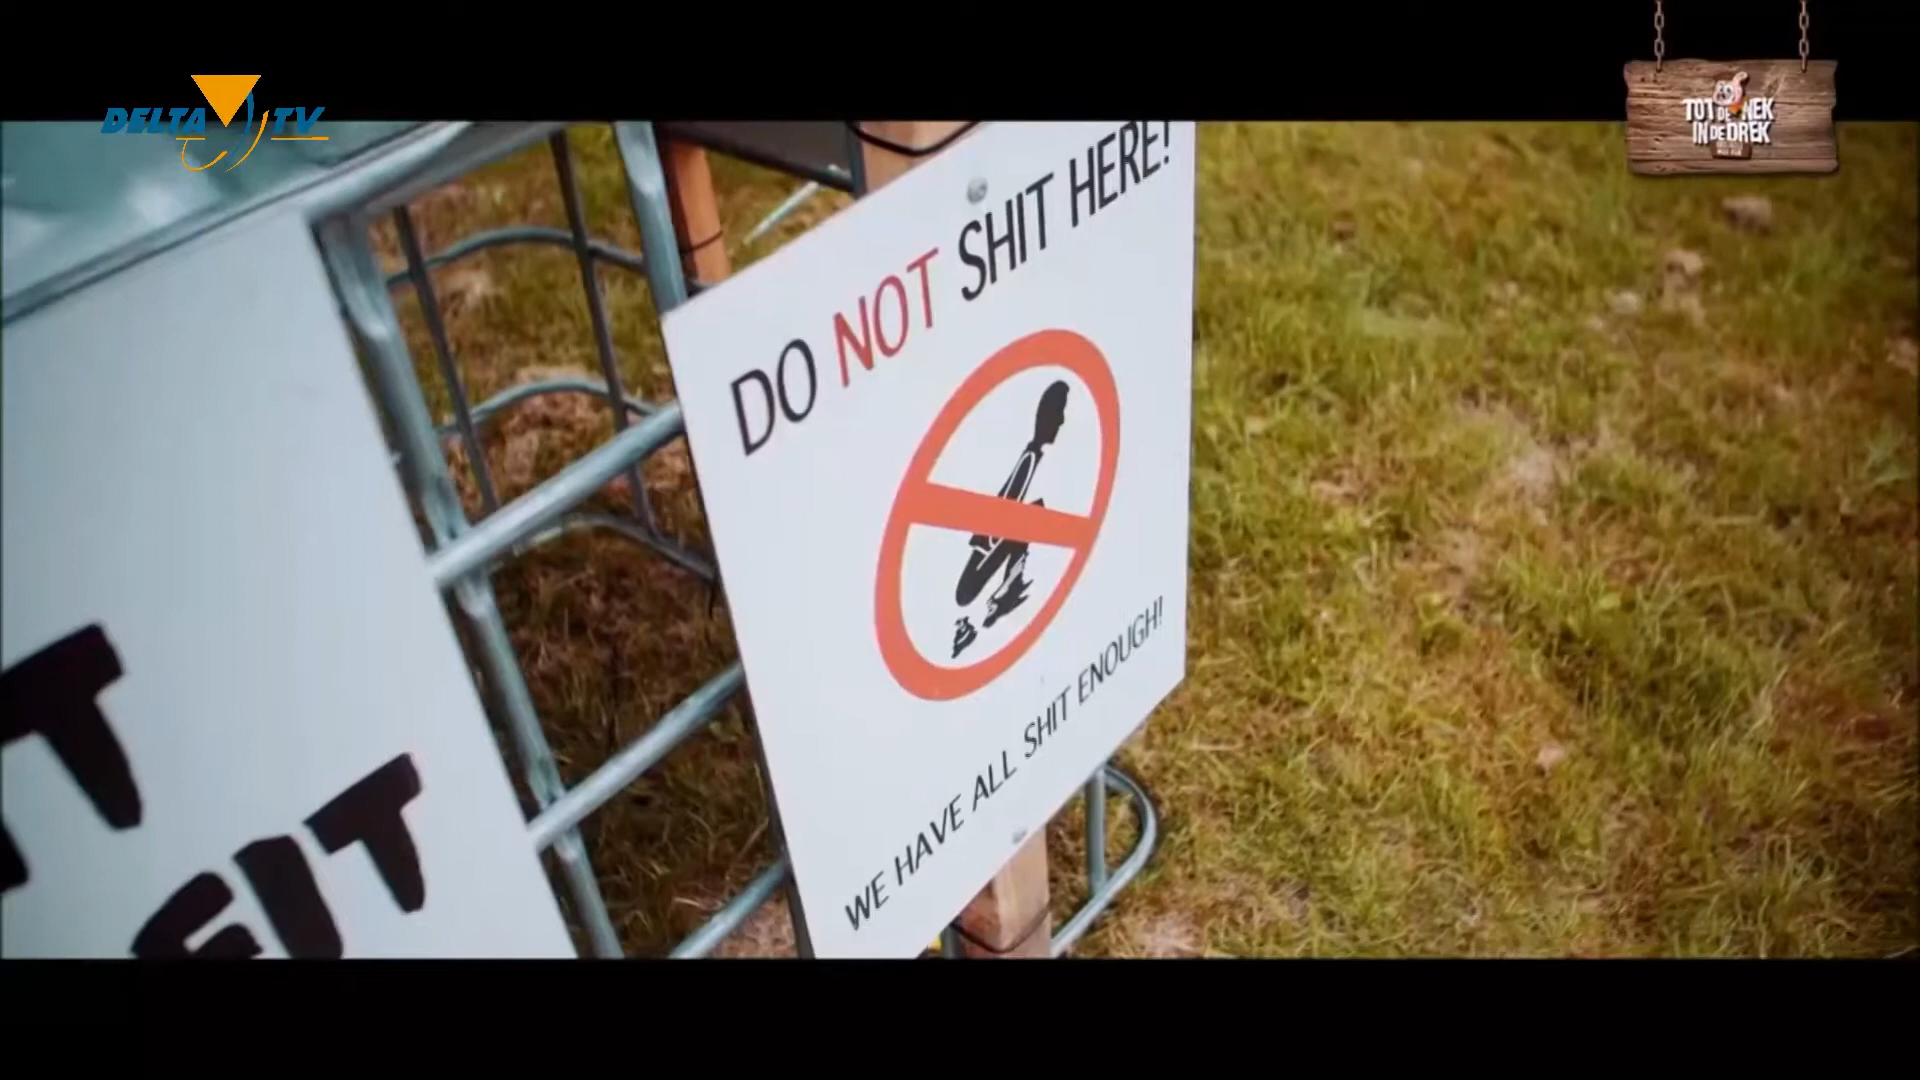 DELTA TV
TOT DE NEK
IN DE DREK
DO NOT SHIT HERE!
WE HAVE ALL SHIT ENOUGH!